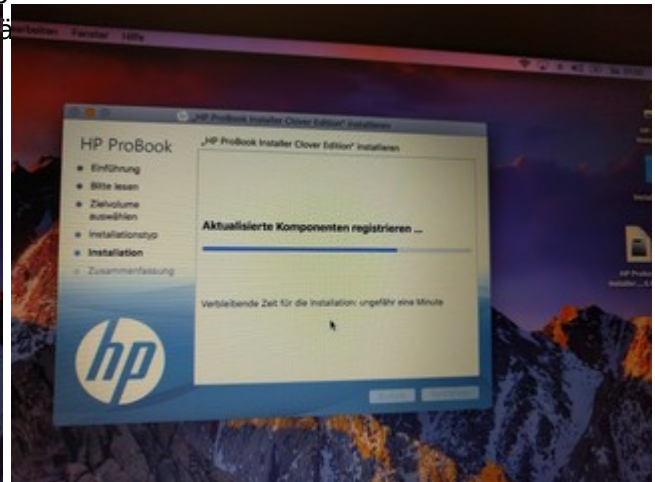 Fenster Hilfe
„HP ProBook Installer Clover Edition“ installieren
HP ProBook
„HP ProBook Installer Clover Edition“ installieren
Einführung
Bitte lesen
Zielvolume
auswählen
Installationstyp
Installation
Zusammenfassung
Aktualisierte Komponenten registrieren ...
Verbleibende Zeit für die Installation: ungefähr eine Minute
hp